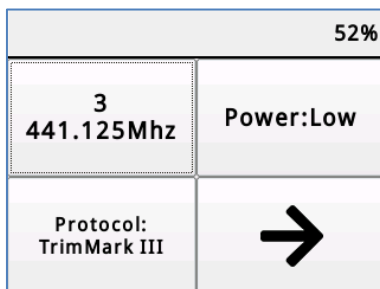 52%
3
441.125Mhz
Power:Low
Protocol:
TrimMark III